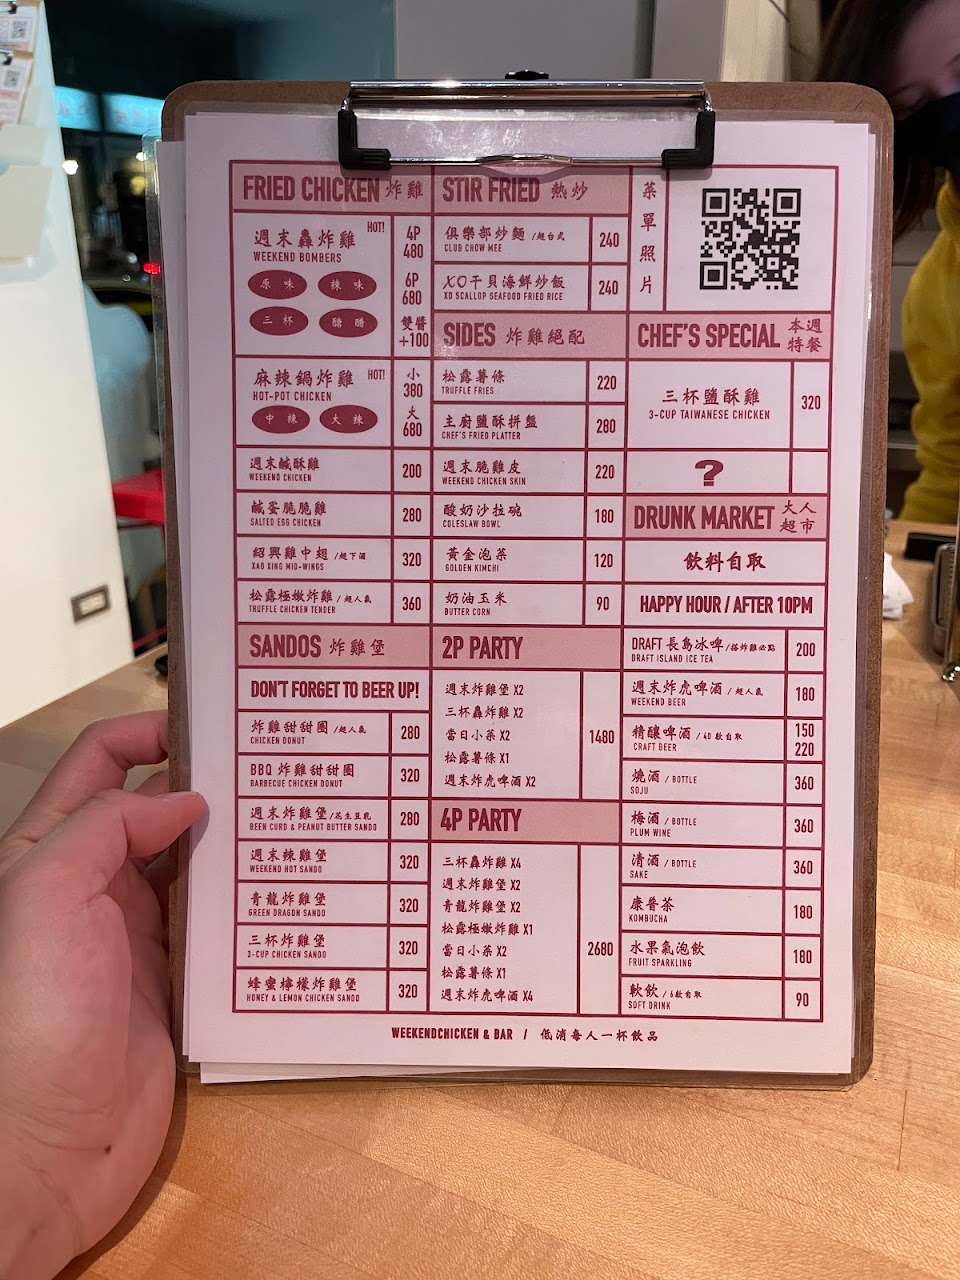 FRIED CHICKEN 炸雞
週末轟炸雞 HOT!
WEEKEND BOMBERS
原味 辣味
三杯 醣醋
4P
480
6P
680
雙醬
+100
麻辣鍋炸雞 HOT!
HOT-POT CHICKEN
中辣 大辣
小
380
大
680
週末鹹酥雞
WEEKEND CHICKEN
200
鹹蛋脆脆雞
SALTED EGG CHICKEN
280
紹興雞中翅 /超下酒
XAO XING MID-WINGS
320
松露極嫩炸雞 / 超人氣
TRUFFLE CHICKEN TENDER
360
SANDOS 炸雞堡
DON'T FORGET TO BEER UP!
炸雞甜甜圈 /超人氣
CHICKEN DONUT
280
BBQ 炸雞甜甜圈
BARBECUE CHICKEN DONUT
320
週末炸雞堡/花生豆乳
BEEN CURD & PEANUT BUTTER SANDO
280
週末辣雞堡
WEEKEND HOT SANDO
320
青龍炸雞堡
GREEN DRAGON SANDO
320
三杯炸雞堡
3-CUP CHICKEN SANDO
320
蜂蜜檸檬炸雞堡
HONEY & LEMON CHICKEN SANDO
320
STIR FRIED 熱炒
俱樂部炒麵 /超台式
CLUB CHOW MEE
240
XO干貝海鮮炒飯
XO SCALLOP SEAFOOD FRIED RICE
240
SIDES 炸雞絕配
松露薯條
TRUFFLE FRIES
220
主廚鹽酥拼盤
CHEF'S FRIED PLATTER
280
週末脆雞皮
WEEKEND CHICKEN SKIN
220
酸奶沙拉碗
COLESLAW BOWL
180
黃金泡菜
GOLDEN KIMCHI
120
奶油玉米
BUTTER CORN
90
2P PARTY
週末炸雞堡 X2
三杯轟炸雞 X2
當日小菜 X2
松露薯條 X1
週末炸虎啤酒 X2
1480
4P PARTY
三杯轟炸雞 X4
週末炸雞堡 X2
青龍炸雞堡 X2
松露極嫩炸雞 X1
當日小菜 X2
松露薯條 X1
週末炸虎啤酒 X4
2680
菜單照片
CHEF'S SPECIAL 本週特餐
三杯鹽酥雞
3-CUP TAIWANESE CHICKEN
320
?
DRUNK MARKET 大人超市
飲料自取
HAPPY HOUR / AFTER 10PM
DRAFT 長島冰啤/搭炸雞必點
DRAFT ISLAND ICE TEA
200
週末炸虎啤酒 / 超人氣
WEEKEND BEER
180
精釀啤酒 / 40款自取
CRAFT BEER
150
220
燒酒 / BOTTLE
SOJU
360
梅酒 / BOTTLE
PLUM WINE
360
清酒 / BOTTLE
SAKE
360
康普茶
KOMBUCHA
180
水果氣泡飲
FRUIT SPARKLING
180
軟飲 / 6款自取
SOFT DRINK
90
WEEKENDCHICKEN & BAR / 低消每人一杯飲品